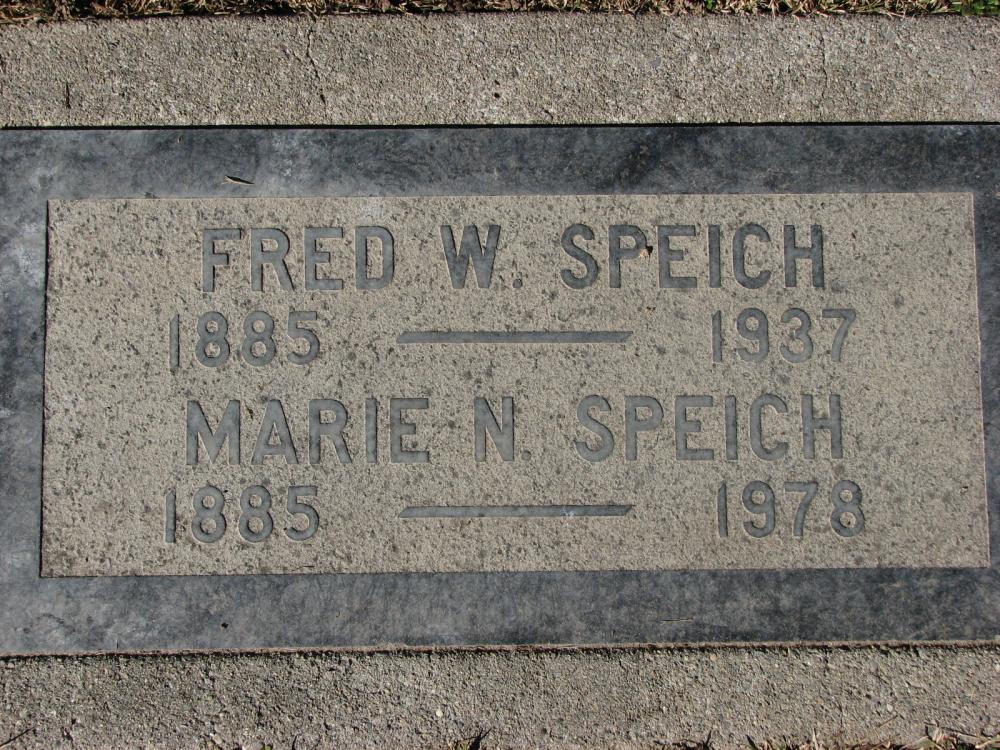 FRED W. SPEICH
1885 — 1937
MARIE N. SPEICH
1885 — 1978